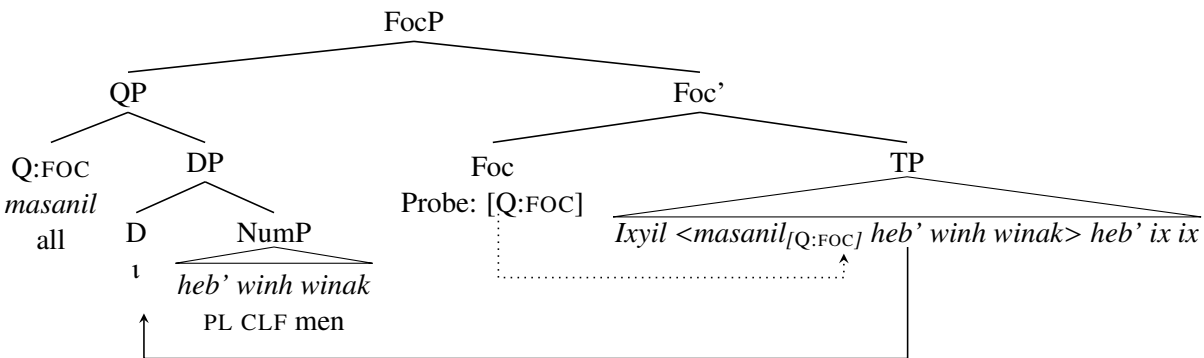 FocP
QP Foc’
Q:FOC DP Foc TP
masanil Probe: [Q:FOC]
all D NumP Ixyil <masanil[Q:FOC] heb’ winh winak> heb’ ix ix
ι heb’ winh winak
PL CLF men